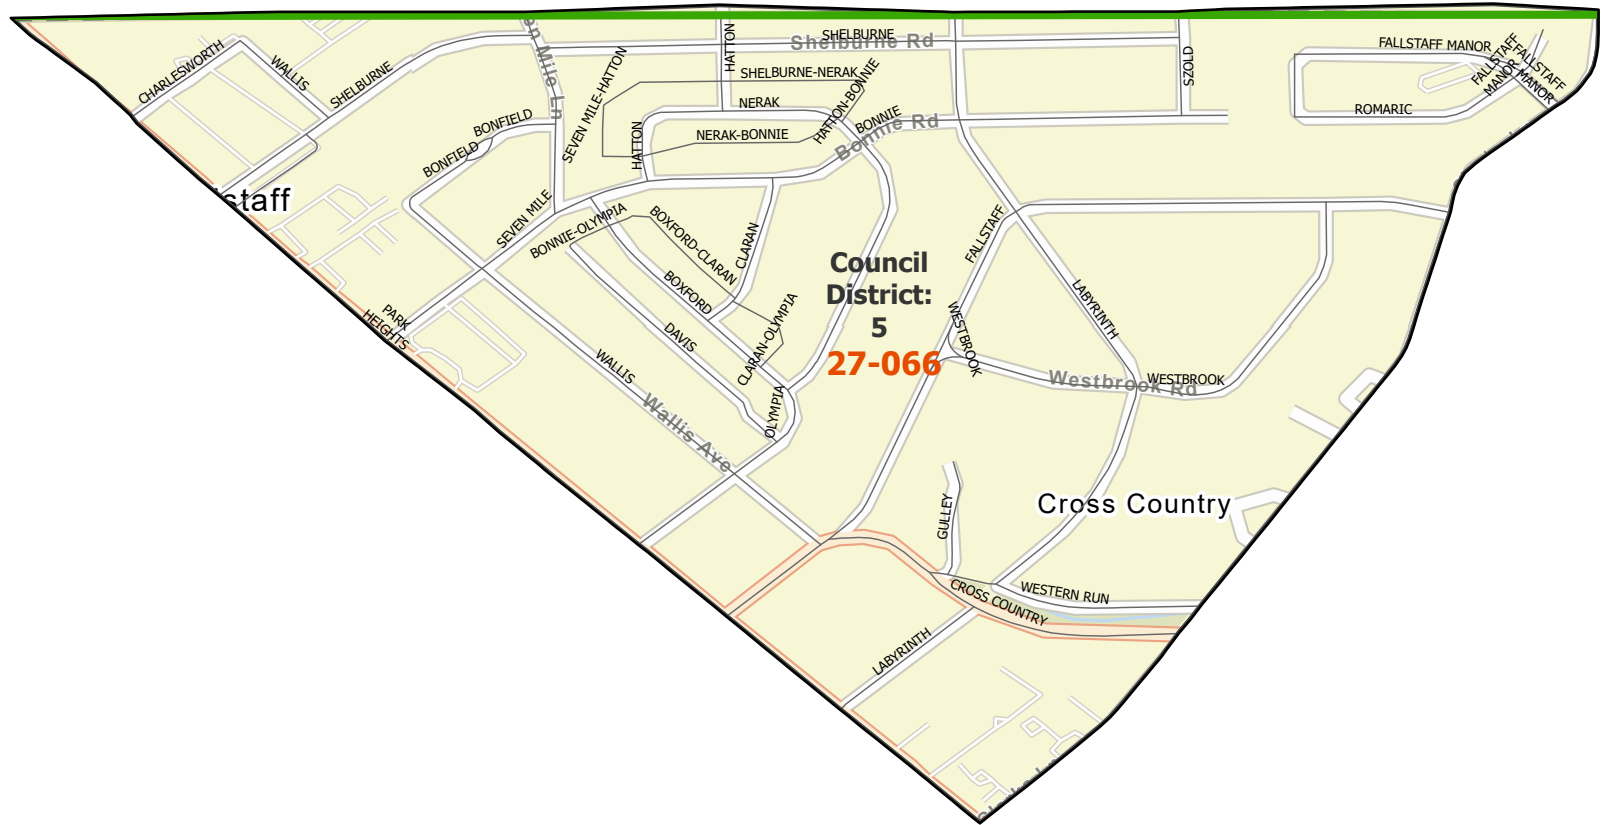 SHELBURNE
Shelburne Rd
HATTON
SZOLD
FALLSTAFF MANOR
FALLSTAFF
MANOR
FALLSTAFF
MANOR
ROMARIC
CHARLESWORTH
WALLIS
SHELBURNE
Mile Ln
SEVEN MILE-HATTON
SHELBURNE-NERAK
HATTON-BONNIE
NERAK
NERAK-BONNIE
BONNIE
Bonnie Rd
HATTON
BONFIELD
BONFIELD
staff
SEVEN MILE
BONNIE-OLYMPIA
BOXFORD-CLARAN
CLARAN
FALLSTAFF
Council
District:
5
27-066
BOXFORD
DAVIS
CLARAN-OLYMPIA
OLYMPIA
PARK
HEIGHTS
WALLIS
Wallis Ave
LABYRINTH
WESTBROOK
Westbrook Rd
WESTBROOK
Cross Country
GULLEY
CROSS COUNTRY
WESTERN RUN
LABYRINTH